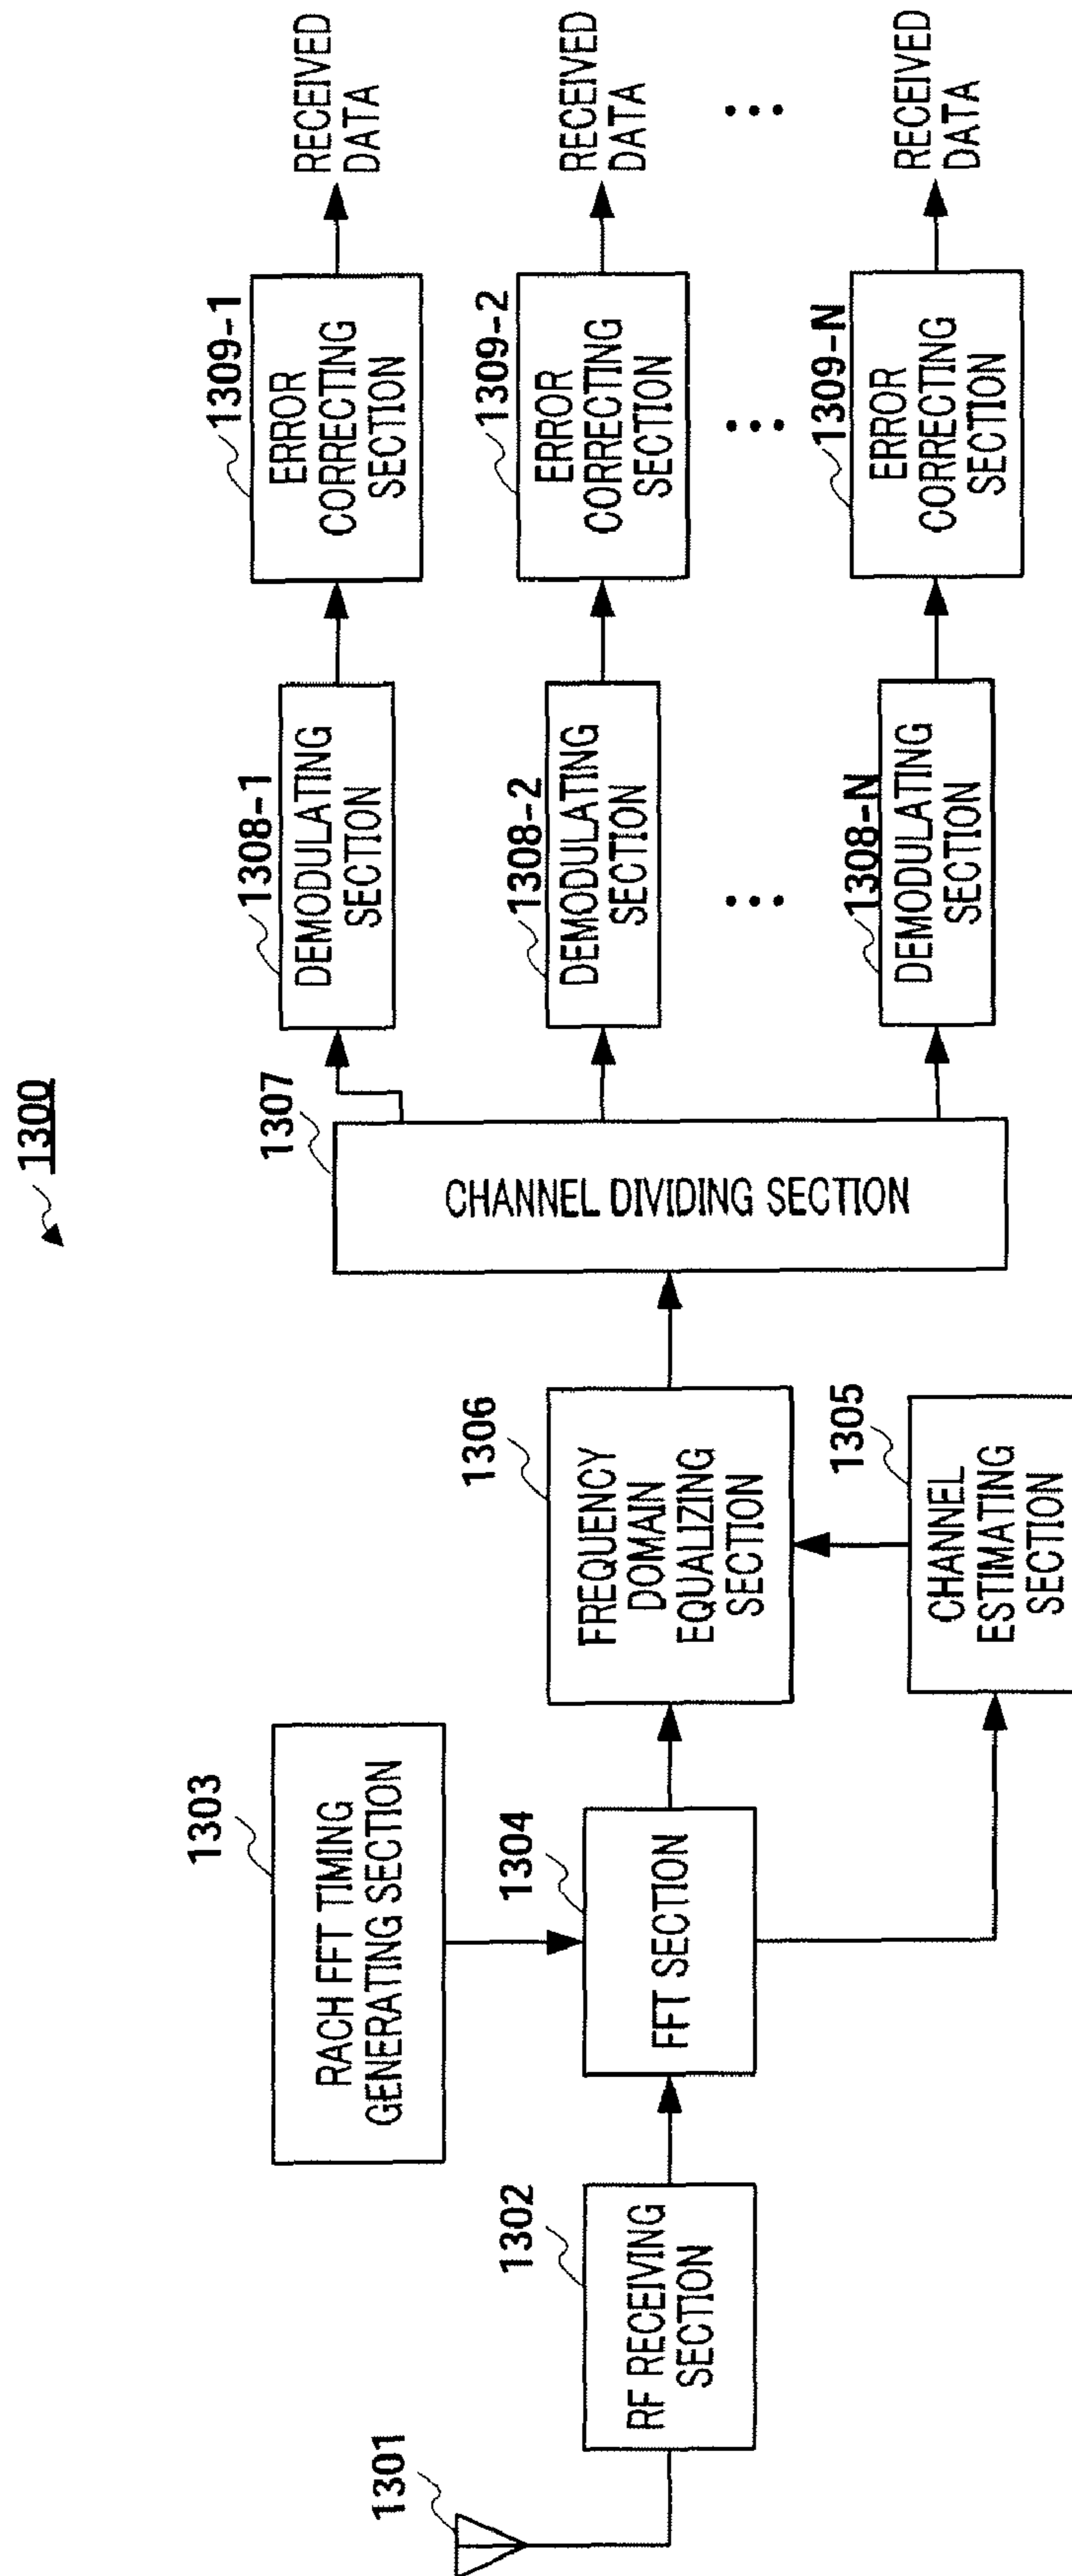 1300
1301
1302
RF RECEIVING
SECTION
1303
RACH FFT TIMING
GENERATING SECTION
1304
FFT SECTION
1306
FREQUENCY
DOMAIN
EQUALIZING
SECTION
1305
CHANNEL
ESTIMATING
SECTION
1307
CHANNEL DIVIDING SECTION
1308-1
DEMODULATING
SECTION
1309-1
ERROR
CORRECTING
SECTION
RECEIVED
DATA
1308-2
DEMODULATING
SECTION
1309-2
ERROR
CORRECTING
SECTION
RECEIVED
DATA
...
...
...
1308-N
DEMODULATING
SECTION
1309-N
ERROR
CORRECTING
SECTION
RECEIVED
DATA